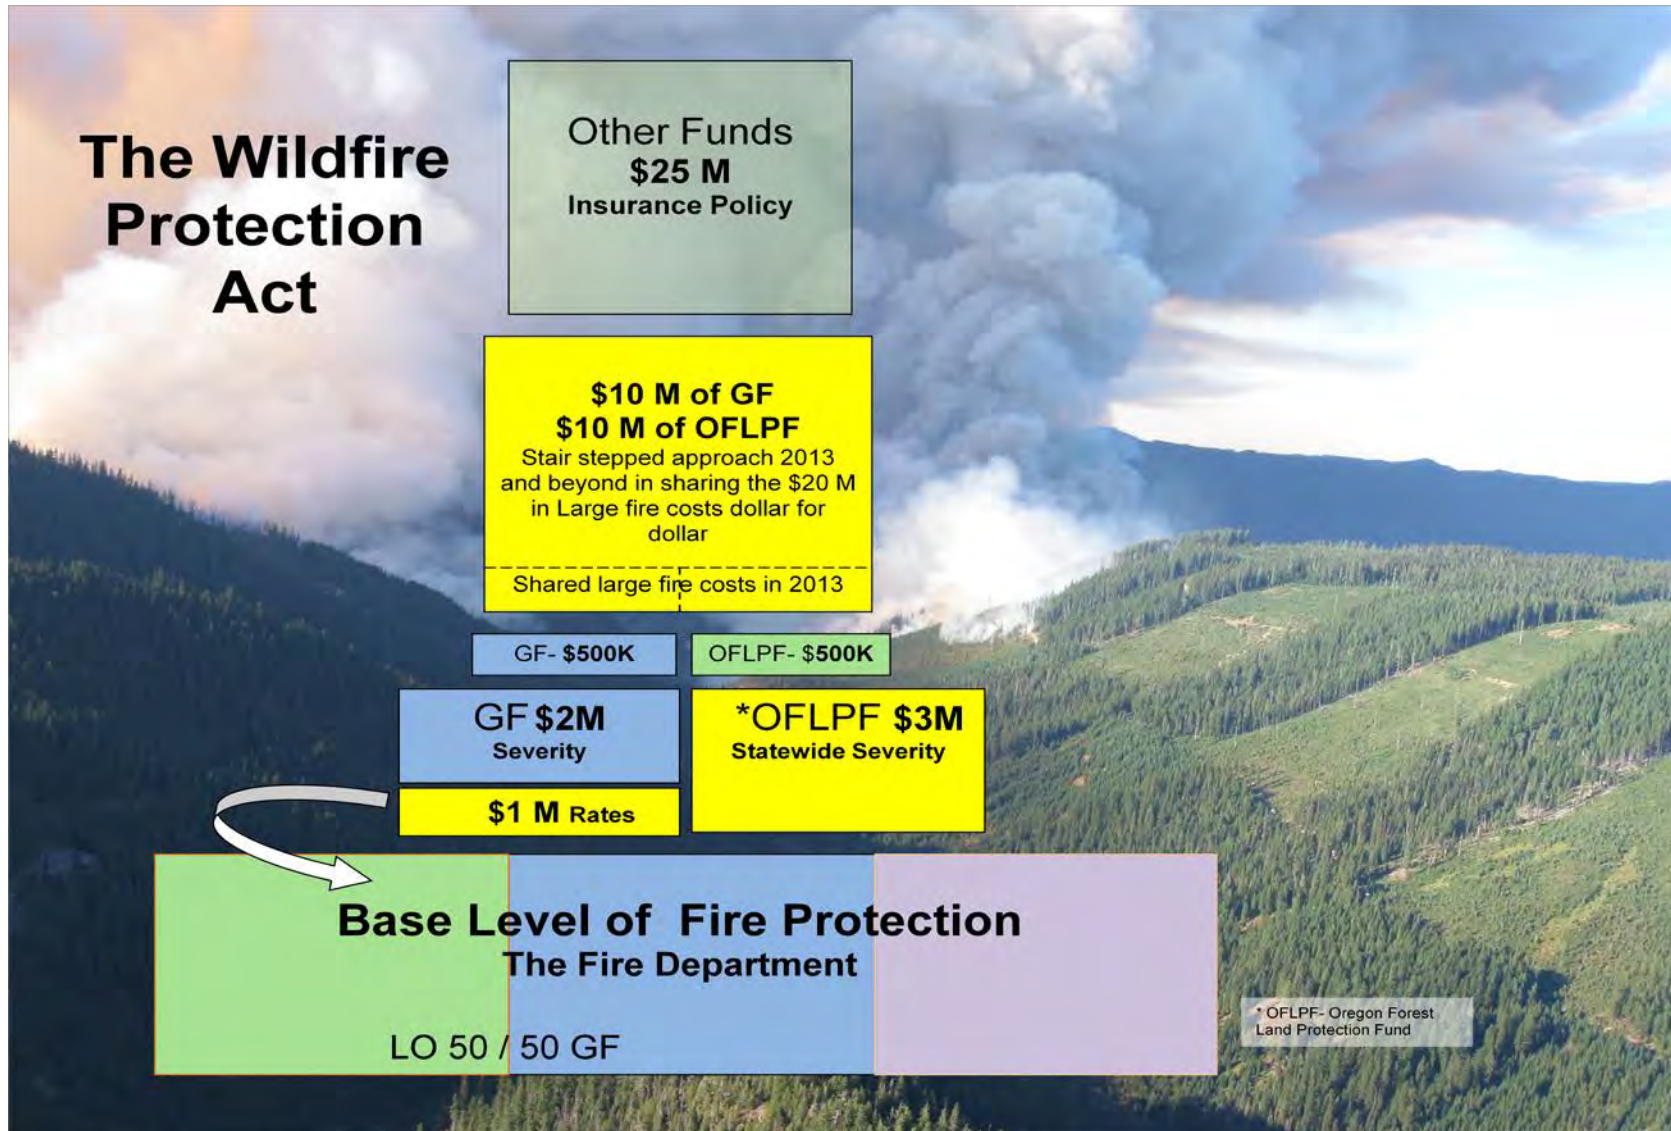 The Wildfire
Protection
Act
Other Funds
$25 M
Insurance Policy
$10 M of GF
$10 M of OFLPF
Stair stepped approach 2013
and beyond in sharing the $20 M
in Large fire costs dollar for
dollar
Shared large fire costs in 2013
GF- $500K
OFLPF- $500K
GF $2M
Severity
*OFLPF $3M
Statewide Severity
$1 M Rates
Base Level of Fire Protection
The Fire Department
LO 50 / 50 GF
* OFLPF- Oregon Forest
Land Protection Fund